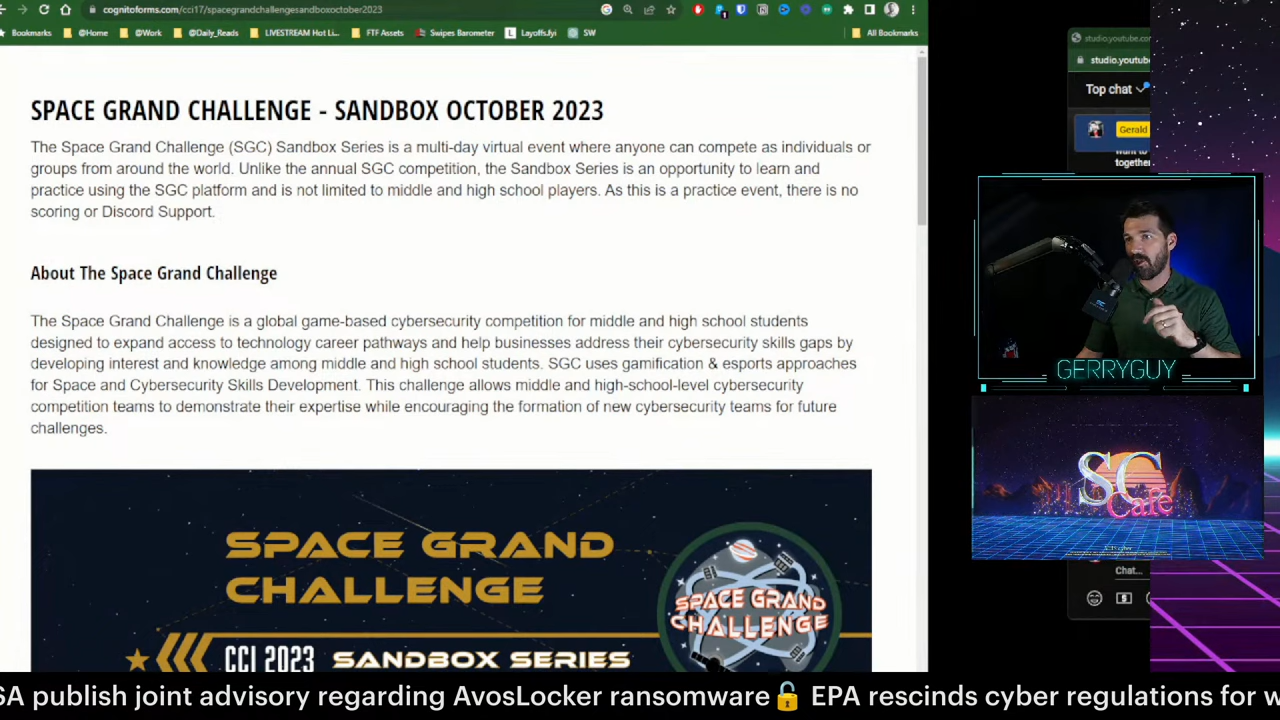 cognitoforms.com/cci17/spacegrandchallengesandboxoctober2023
Bookmarks @Home @Work @Daily_Reads LIVESTREAM Hot Li... FTF Assets Swipes Barometer Layoffs.fyi SW All Bookmarks
SPACE GRAND CHALLENGE - SANDBOX OCTOBER 2023
The Space Grand Challenge (SGC) Sandbox Series is a multi-day virtual event where anyone can compete as individuals or
groups from around the world. Unlike the annual SGC competition, the Sandbox Series is an opportunity to learn and
practice using the SGC platform and is not limited to middle and high school players. As this is a practice event, there is no
scoring or Discord Support.
About The Space Grand Challenge
The Space Grand Challenge is a global game-based cybersecurity competition for middle and high school students
designed to expand access to technology career pathways and help businesses address their cybersecurity skills gaps by
developing interest and knowledge among middle and high school students. SGC uses gamification & esports approaches
for Space and Cybersecurity Skills Development. This challenge allows middle and high-school-level cybersecurity
competition teams to demonstrate their expertise while encouraging the formation of new cybersecurity teams for future
challenges.
SPACE GRAND
CHALLENGE
CCI 2023 SANDBOX SERIES
SPACE GRAND
CHALLENGE
studio.youtube.co
studio.youtub
Top chat
Gerald
together
GERRYGUY
SC
Cafe
Chat...
SA publish joint advisory regarding AvosLocker ransomware🔓 EPA rescinds cyber regulations for w